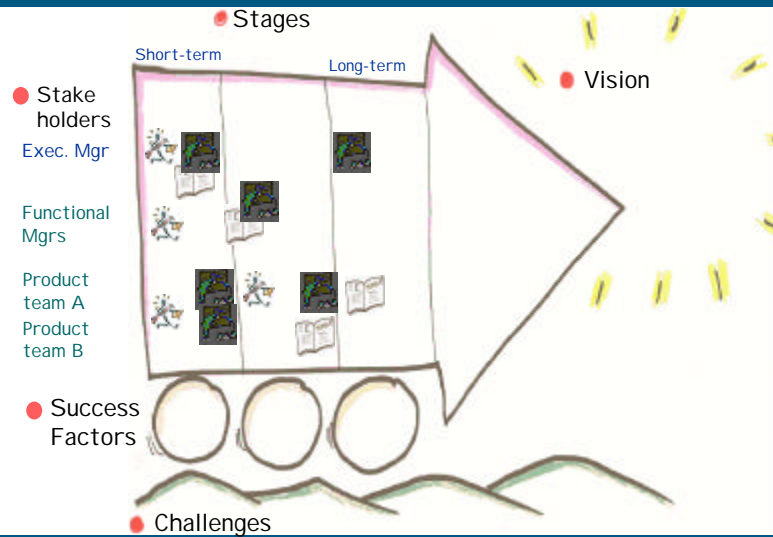 Stages
Short-term
Long-term
Vision
Stake
holders
Exec. Mgr
Functional
Mgrs
Product
team A
Product
team B
Success
Factors
Challenges